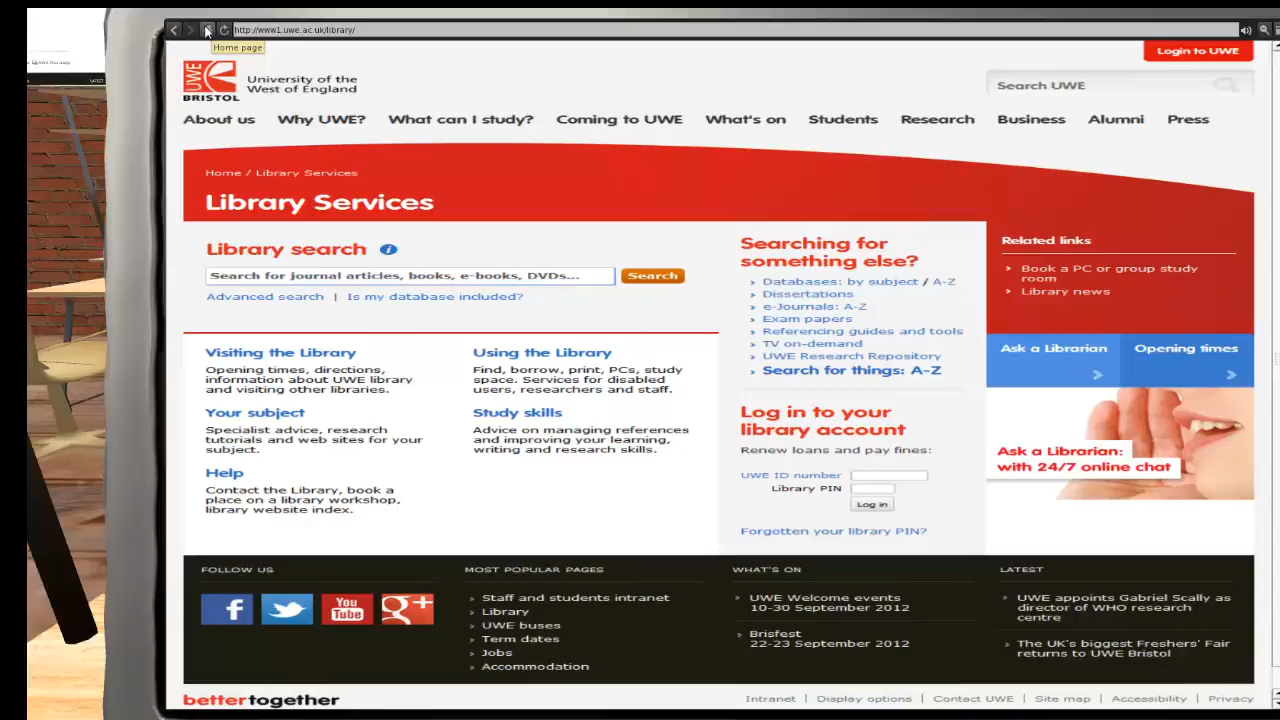 http://www1.uwe.ac.uk/library/
Home page
Login to UWE
UWE
BRISTOL
University of the
West of England
Search UWE
About us
Why UWE?
What can I study?
Coming to UWE
What's on
Students
Research
Business
Alumni
Press
Home / Library Services
Library Services
Library search
Search for journal articles, books, e-books, DVDs...
Search
Advanced search | Is my database included?
Visiting the Library
Opening times, directions,
information about UWE library
and visiting other libraries.
Using the Library
Find, borrow, print, PCs, study
space. Services for disabled
users, researchers and staff.
Your subject
Specialist advice, research
tutorials and web sites for your
subject.
Study skills
Advice on managing references
and improving your learning,
writing and research skills.
Help
Contact the Library, book a
place on a library workshop,
library website index.
Searching for
something else?
Databases: by subject / A-Z
Dissertations
e-Journals: A-Z
Exam papers
Referencing guides and tools
TV on-demand
UWE Research Repository
Search for things: A-Z
Log in to your
library account
Renew loans and pay fines:
UWE ID number
Library PIN
Log in
Forgotten your library PIN?
Related links
Book a PC or group study
room
Library news
Ask a Librarian
Opening times
Ask a Librarian:
with 24/7 online chat
FOLLOW US
f
You
Tube
g+
MOST POPULAR PAGES
Staff and students intranet
Library
UWE buses
Term dates
Jobs
Accommodation
WHAT'S ON
UWE Welcome events
10-30 September 2012
Brisfest
22-23 September 2012
LATEST
UWE appoints Gabriel Scally as
director of WHO research
centre
The UK's biggest Freshers' Fair
returns to UWE Bristol
bettertogether
Intranet | Display options | Contact UWE | Site map | Accessibility | Privacy